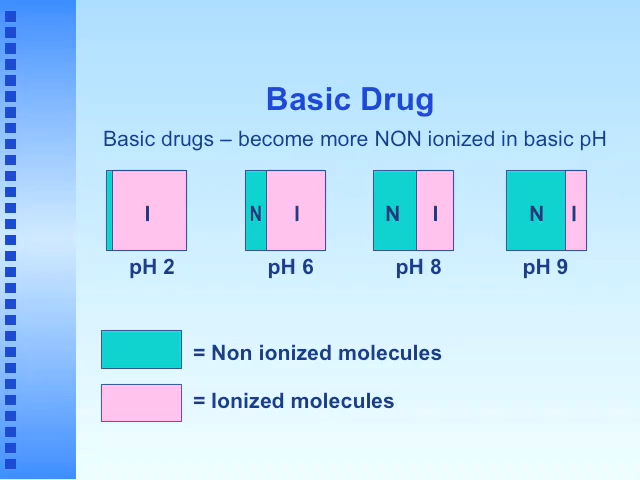 Basic Drug
Basic drugs – become more NON ionized in basic pH
I N I N I N I
pH 2 pH 6 pH 8 pH 9
= Non ionized molecules
= Ionized molecules